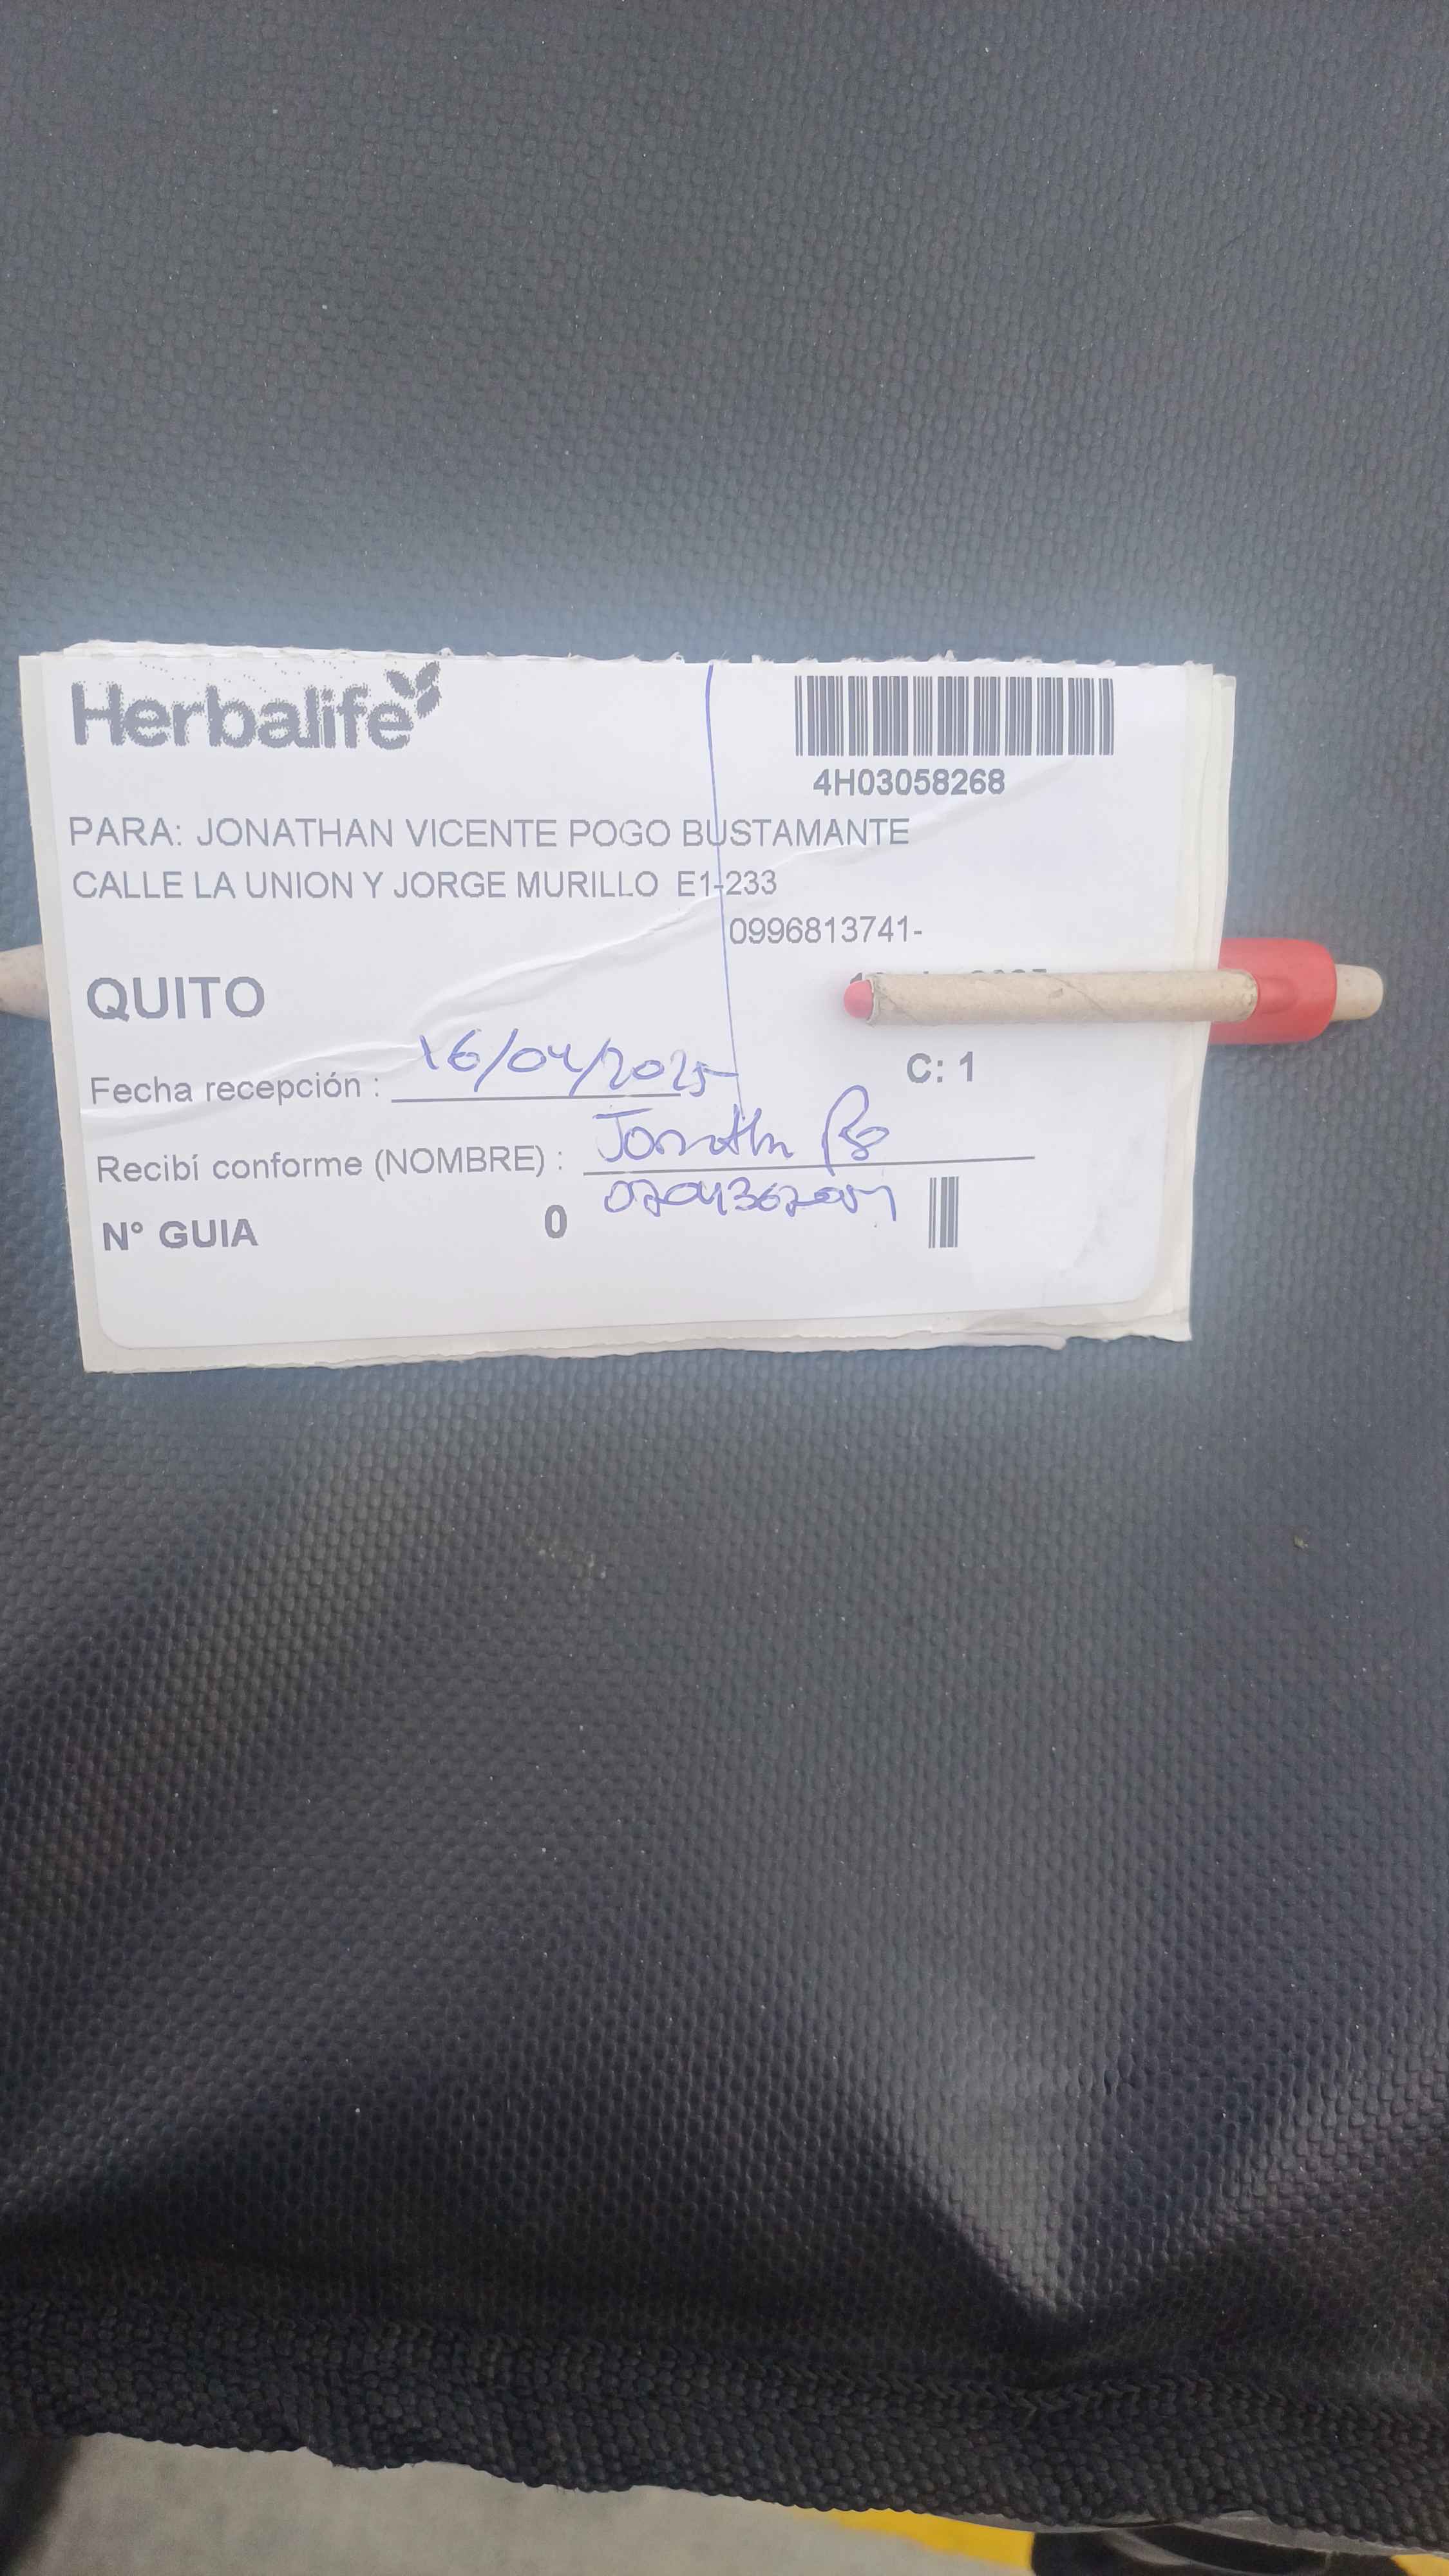 Herbalife
4H03058268
PARA: JONATHAN VICENTE POGO BUSTAMANTE
CALLE LA UNION Y JORGE MURILLO E1-233
0996813741-
QUITO
C: 1
Fecha recepción : 16/04/2025
Recibí conforme (NOMBRE) : Jonathn
N° GUIA 0